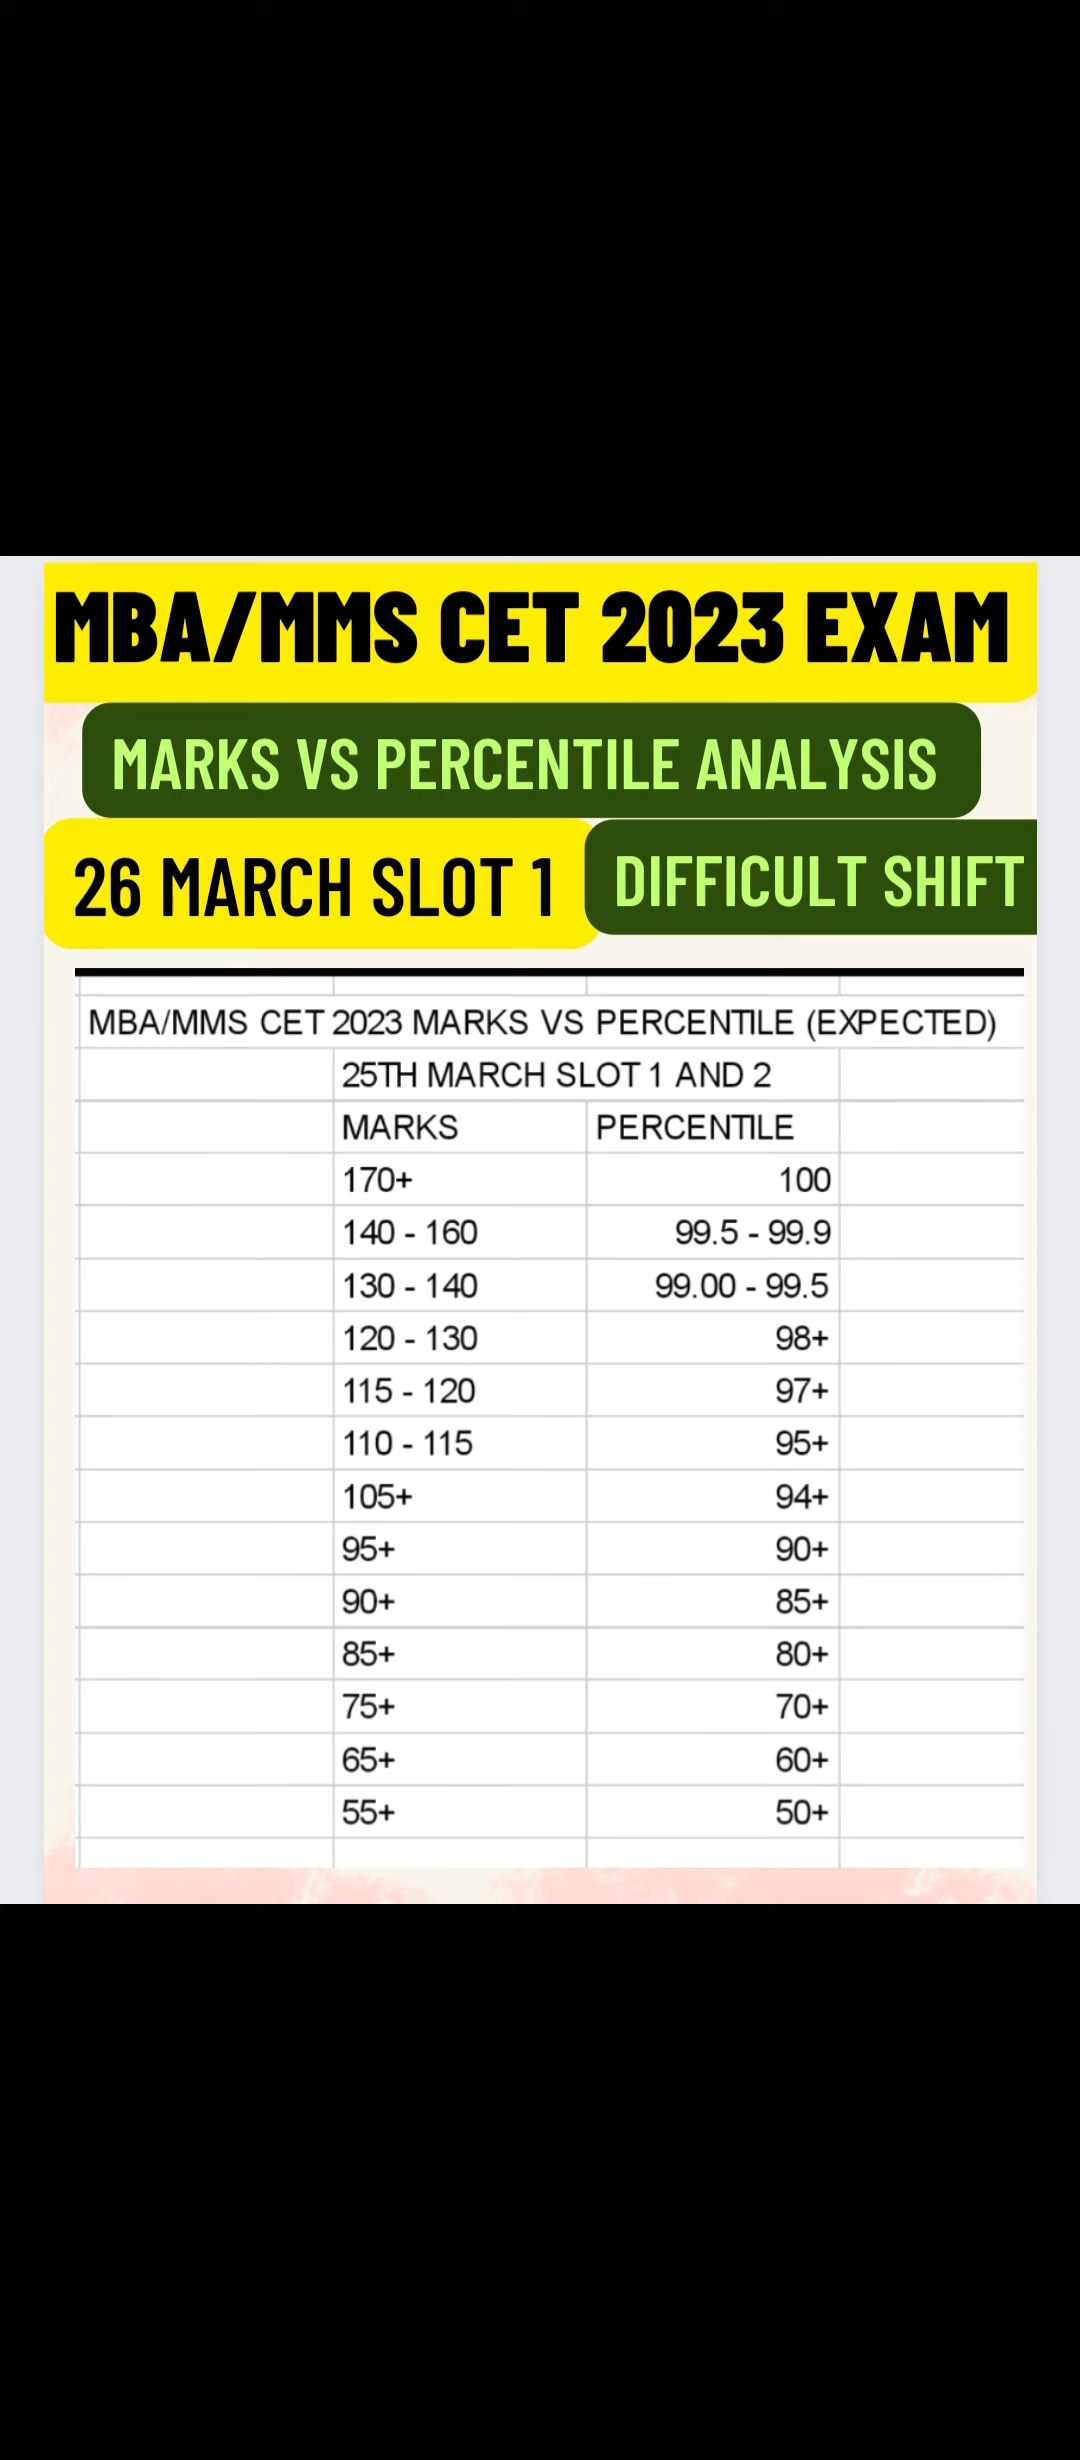 MBA/MMS CET 2023 EXAM
MARKS VS PERCENTILE ANALYSIS
26 MARCH SLOT 1 DIFFICULT SHIFT
MBA/MMS CET 2023 MARKS VS PERCENTILE (EXPECTED)
25TH MARCH SLOT 1 AND 2
MARKS PERCENTILE
170+ 100
140 - 160 99.5 - 99.9
130 - 140 99.00 - 99.5
120 - 130 98+
115 - 120 97+
110 - 115 95+
105+ 94+
95+ 90+
90+ 85+
85+ 80+
75+ 70+
65+ 60+
55+ 50+